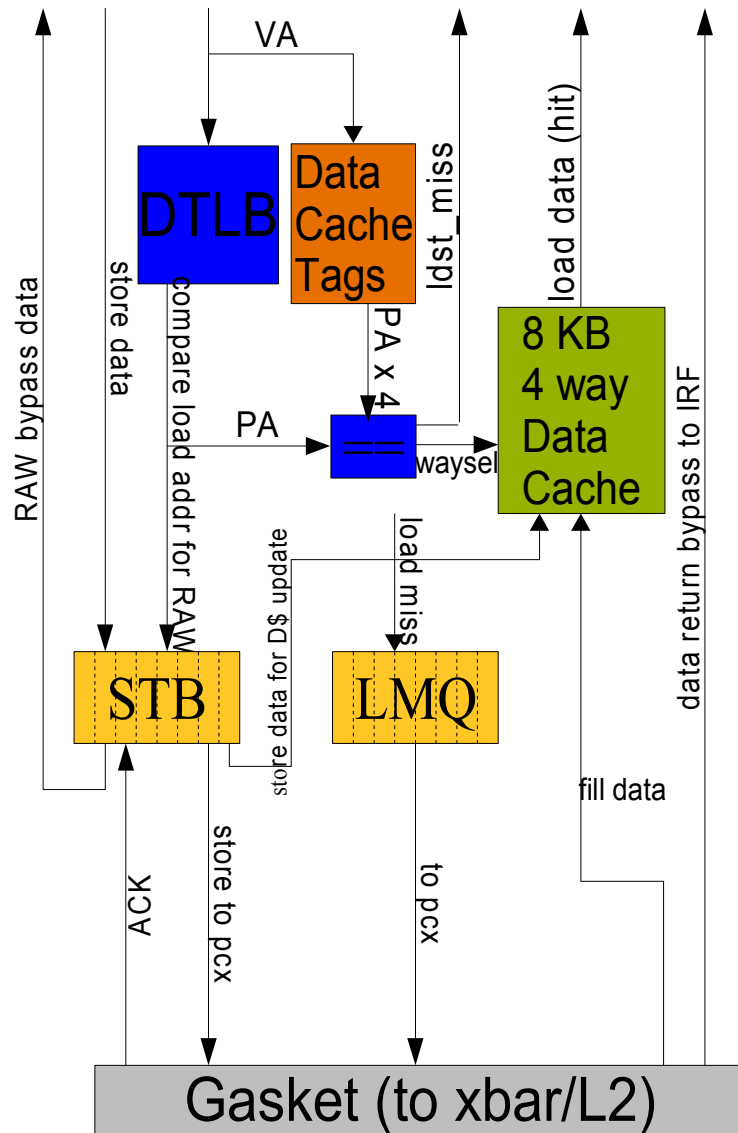 VA
DTLB
Data
Cache
Tags
ldst_miss
load data (hit)
store data
compare load addr for RAW
PA x 4
8 KB
4 way
Data
Cache
RAW bypass data
PA
==
waysel
data return bypass to IRF
load miss
store data for D$ update
STB
LMQ
fill data
ACK
store to pcx
to pcx
Gasket (to xbar/L2)